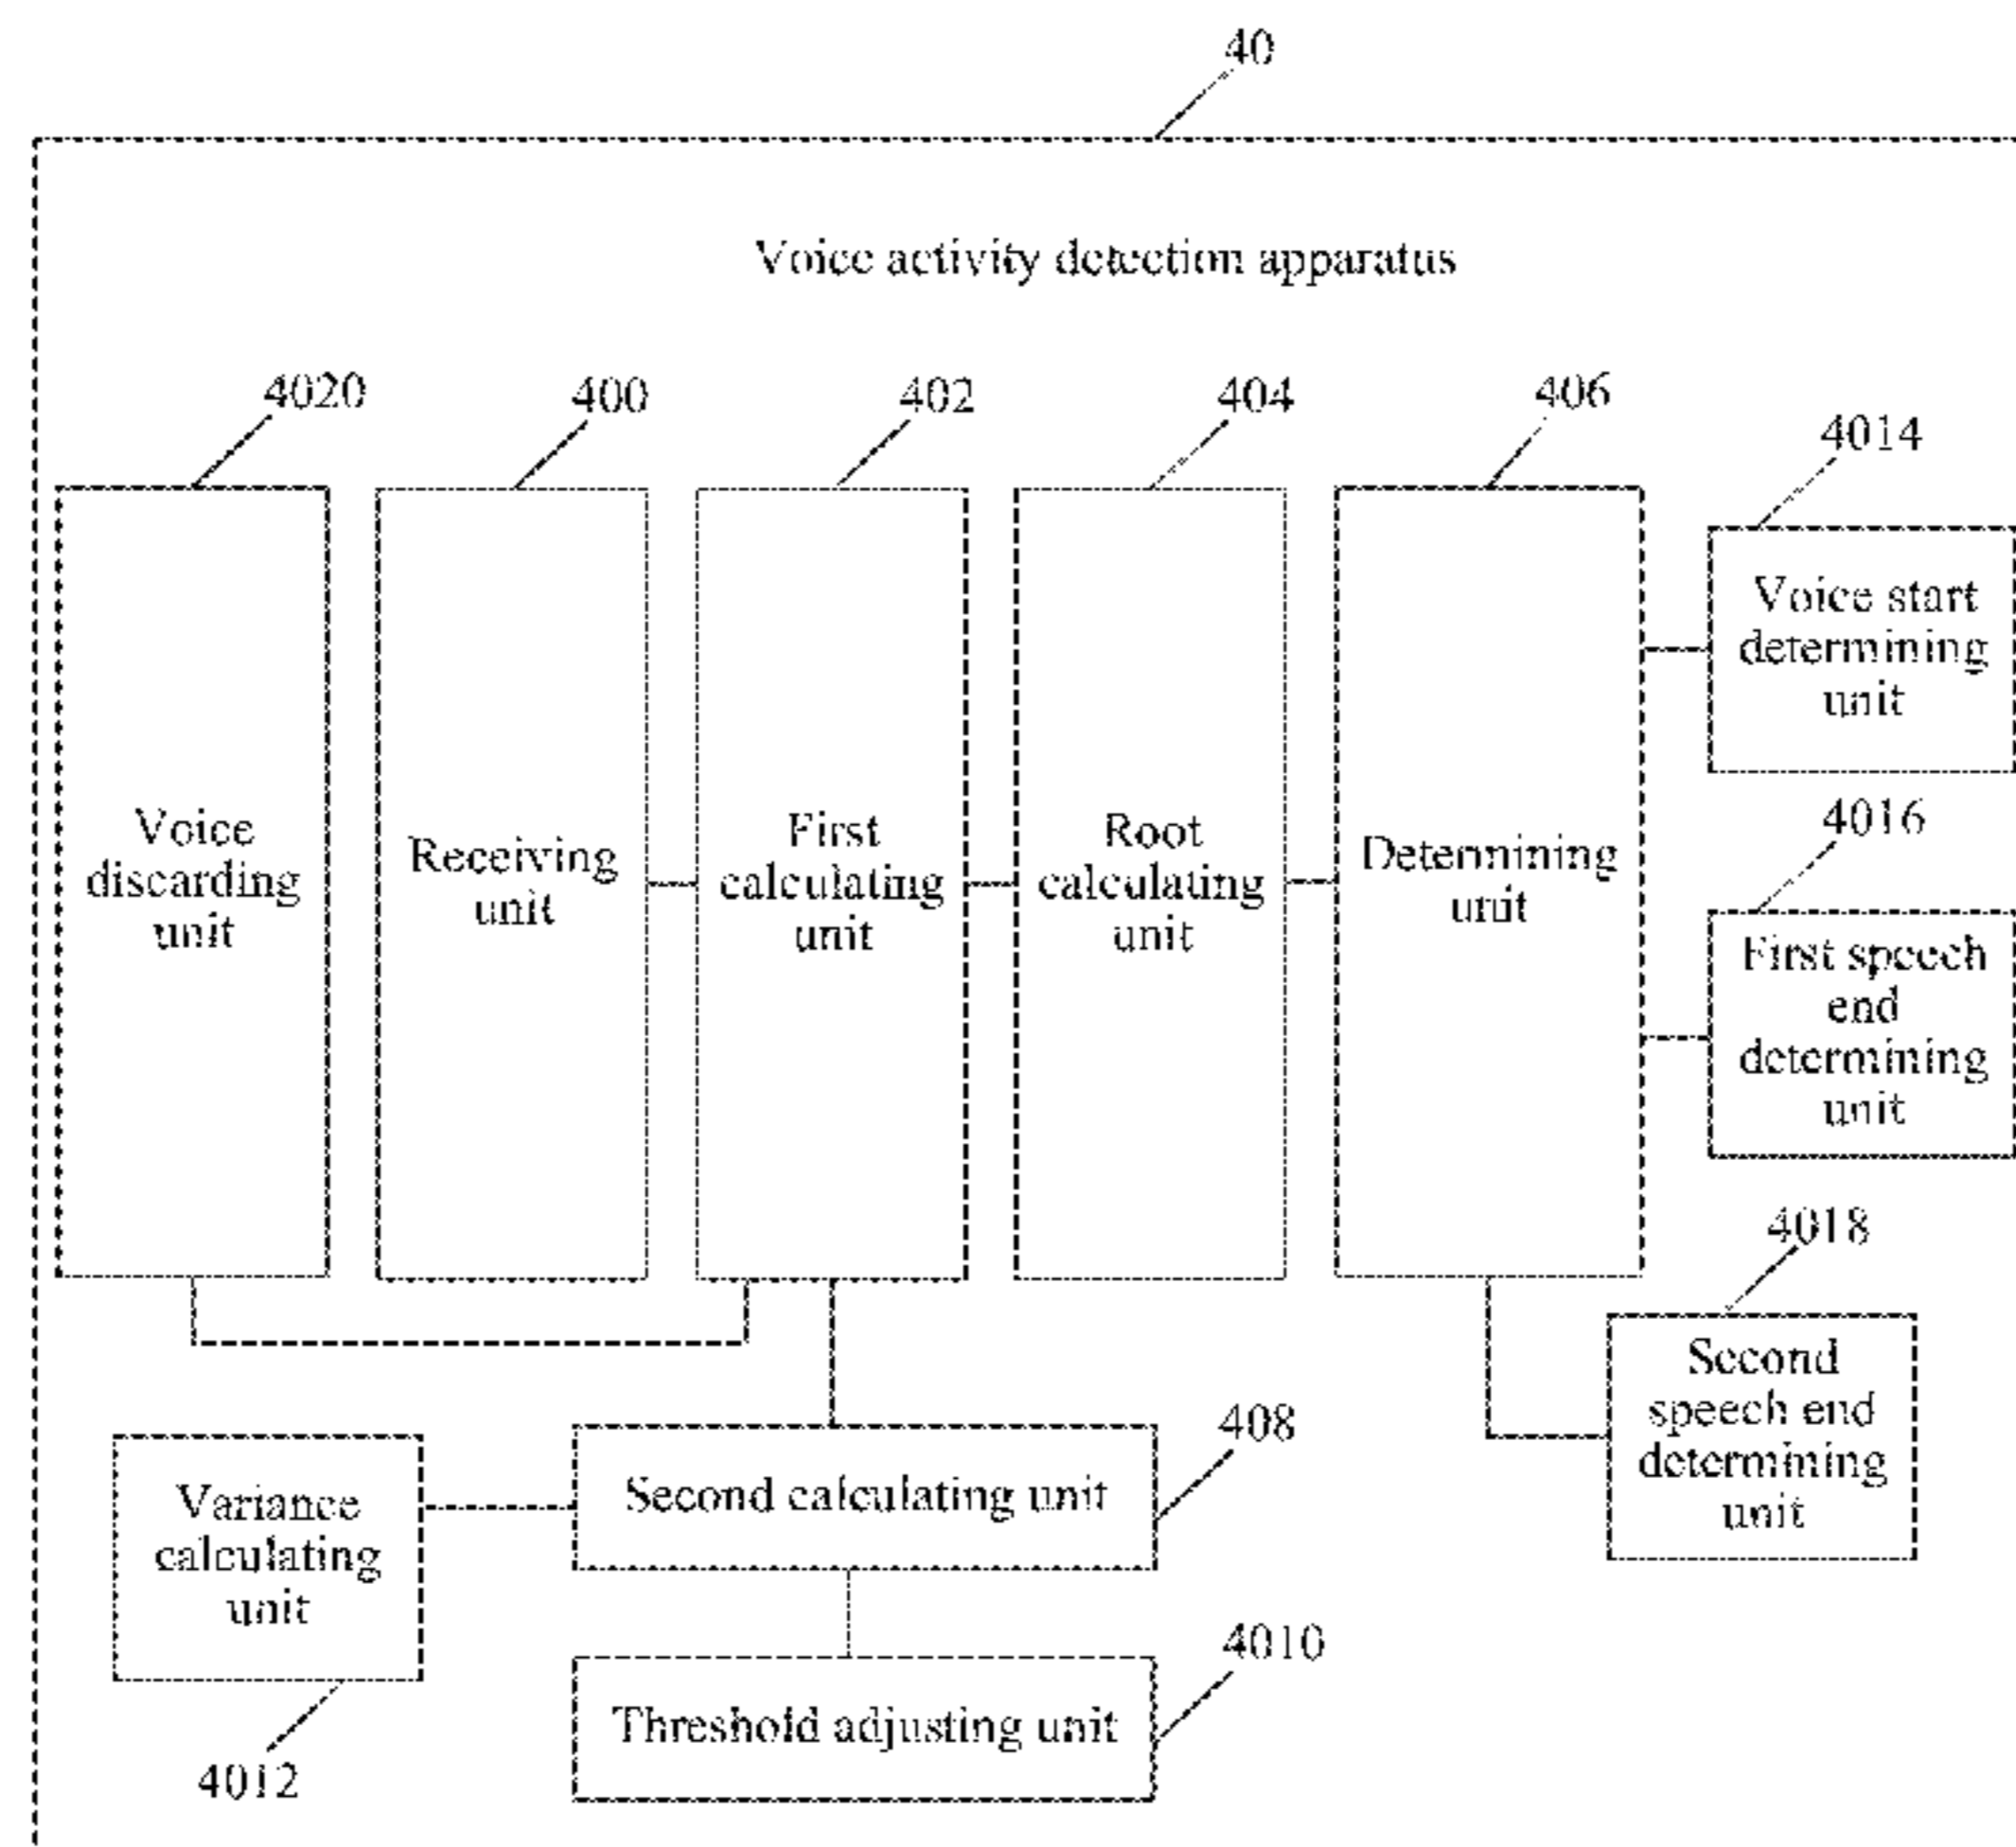 40
Voice activity detection apparatus
4020
400
402
404
406
4014
Voice
discarding
unit
Receiving
unit
First
calculating
unit
Root
calculating
unit
Determining
unit
Voice start
determining
unit
4016
First speech
end
determining
unit
4018
Second
speech end
determining
unit
408
Second calculating unit
Variance
calculating
unit
4012
4010
Threshold adjusting unit